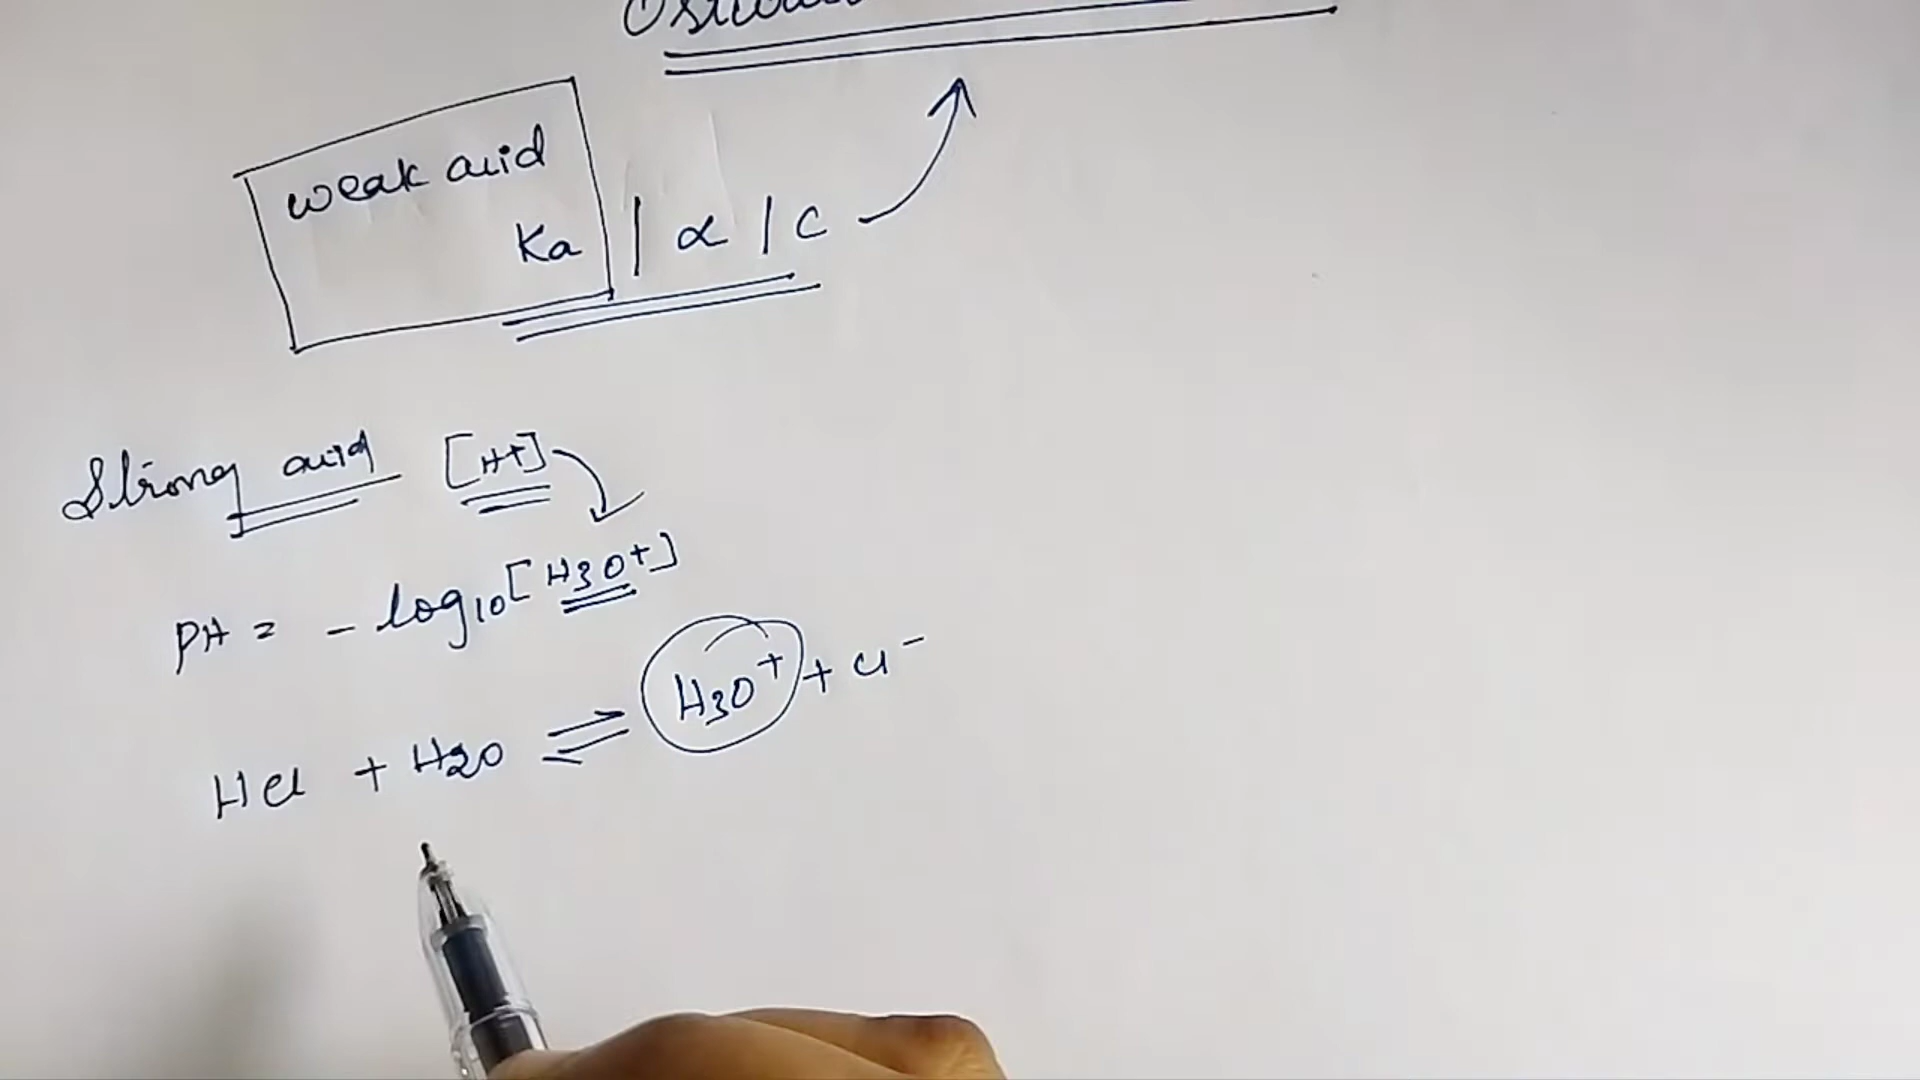 weak acid
Ka | α | C
Strong acid [H+]
PH = - log10 [H3O+]
HCl + H2O ⇌ H3O+ + Cl-